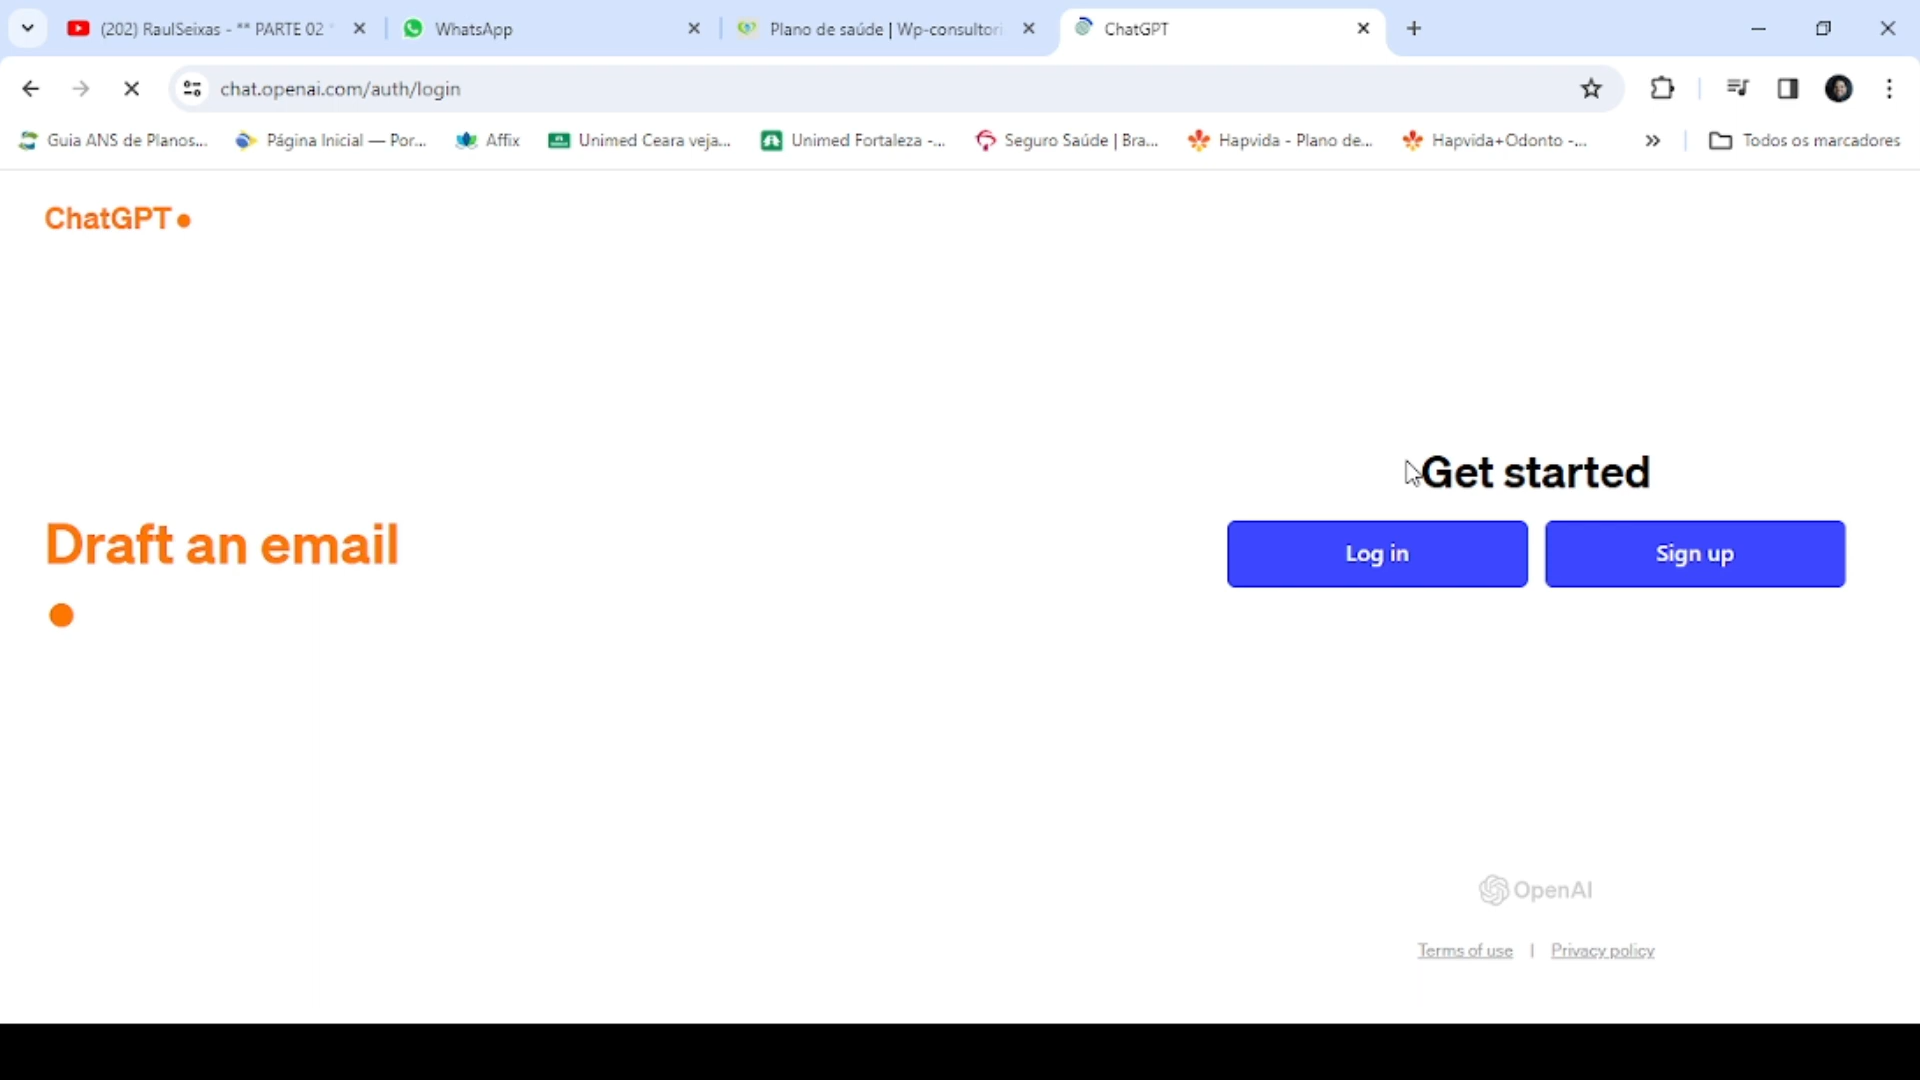 (202) RaulSeixas - ** PARTE 02
WhatsApp
Plano de saúde | Wp-consultori
ChatGPT
chat.openai.com/auth/login
Guia ANS de Planos...
Página Inicial — Por...
Affix
Unimed Ceara veja...
Unimed Fortaleza -...
Seguro Saúde | Bra...
Hapvida - Plano de...
Hapvida+Odonto -...
Todos os marcadores
ChatGPT
Get started
Draft an email
Log in
Sign up
OpenAI
Terms of use | Privacy policy